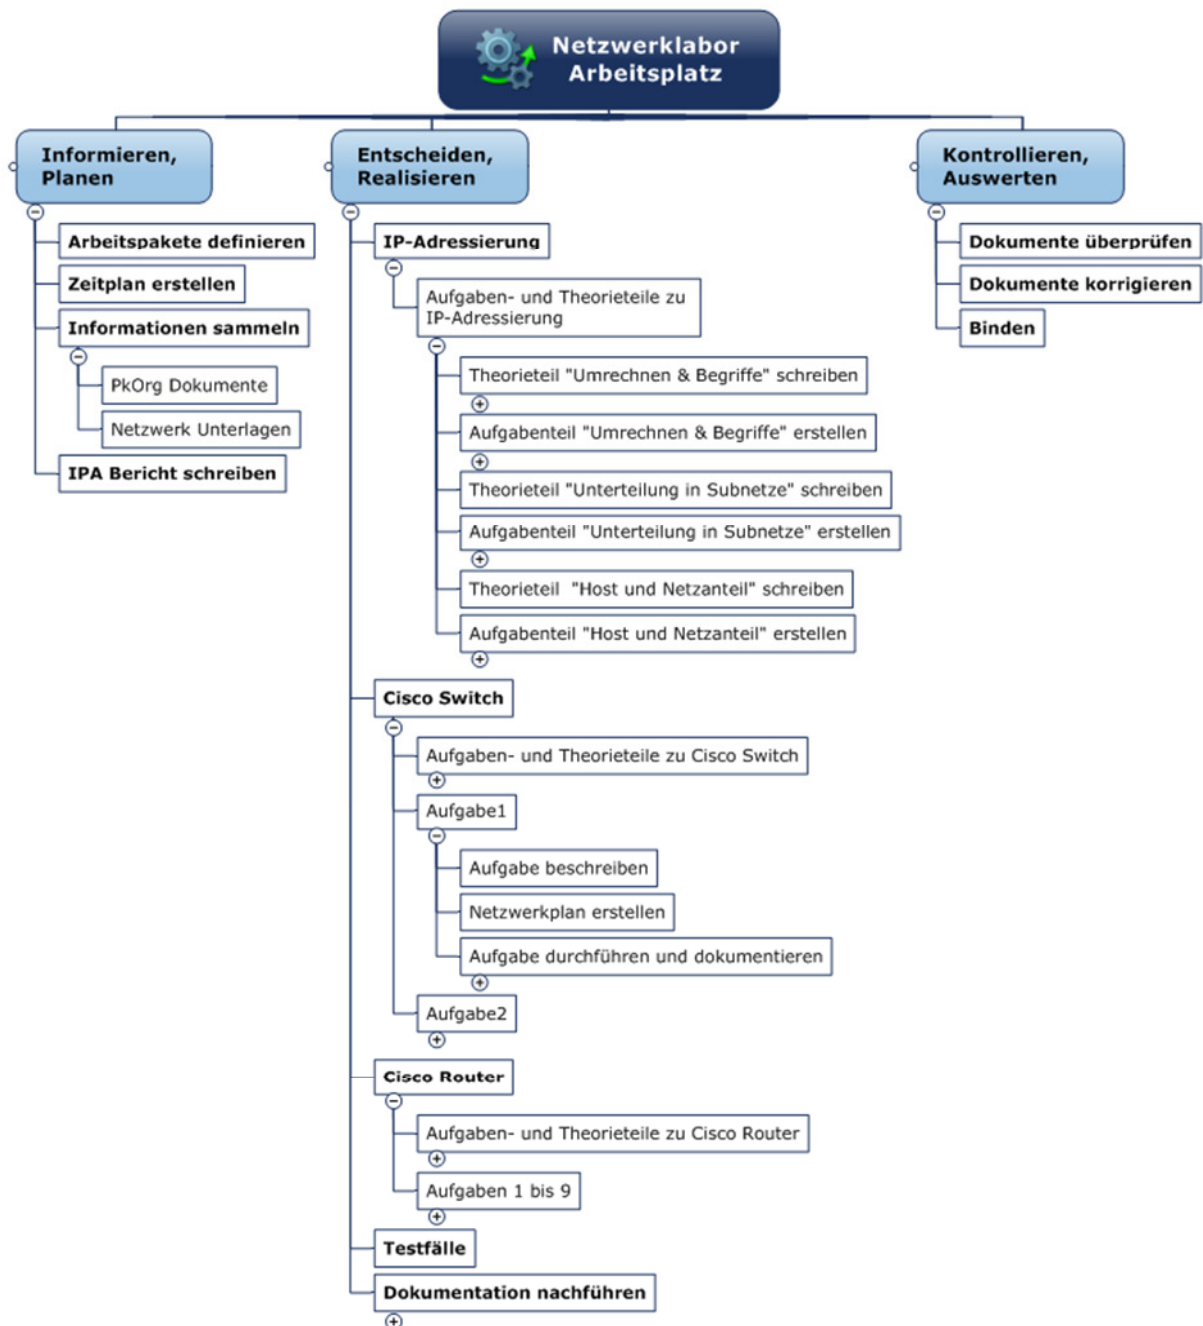 Netzwerklabor
Arbeitsplatz
Informieren,
Planen
Arbeitspakete definieren
Zeitplan erstellen
Informationen sammeln
PkOrg Dokumente
Netzwerk Unterlagen
IPA Bericht schreiben
Entscheiden,
Realisieren
IP-Adressierung
Aufgaben- und Theorieteile zu
IP-Adressierung
Theorieteil "Umrechnen & Begriffe" schreiben
Aufgabenteil "Umrechnen & Begriffe" erstellen
Theorieteil "Unterteilung in Subnetze" schreiben
Aufgabenteil "Unterteilung in Subnetze" erstellen
Theorieteil "Host und Netzanteil" schreiben
Aufgabenteil "Host und Netzanteil" erstellen
Cisco Switch
Aufgaben- und Theorieteile zu Cisco Switch
Aufgabe1
Aufgabe beschreiben
Netzwerkplan erstellen
Aufgabe durchführen und dokumentieren
Aufgabe2
Cisco Router
Aufgaben- und Theorieteile zu Cisco Router
Aufgaben 1 bis 9
Testfälle
Dokumentation nachführen
Kontrollieren,
Auswerten
Dokumente überprüfen
Dokumente korrigieren
Binden